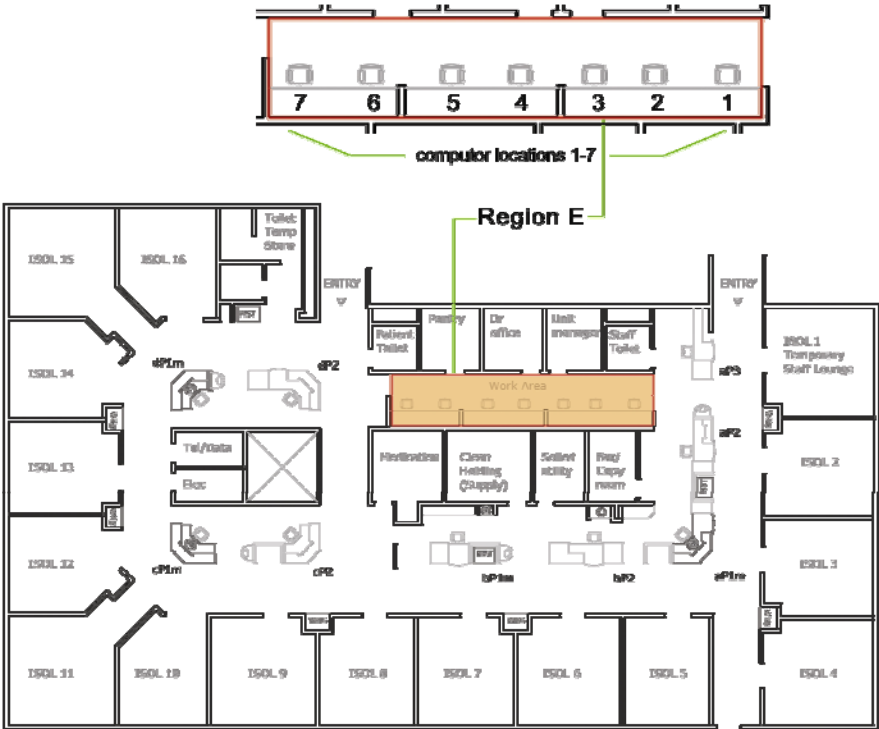 7 6 5 4 3 2 1
computor locations 1-7
Region E
Toilet
Temp
Store
ISOL 15
ISOL 16
ENTRY
ENTRY
Patient
Toilet
Pantry
Dr
office
Unit
manager
Staff
Toilet
ISOL 1
Temporary
Staff Lounge
ISOL 14
dP1m
dP2
aP3
Work Area
aP2
Tel/Data
Elec
Medication
Clean
Holding
(Supply)
Soiled
utility
Copy
room
ISOL 13
ISOL 2
ISOL 12
cP1m
cP2
bP1m
bP2
aP1m
ISOL 3
ISOL 11
ISOL 10
ISOL 9
ISOL 8
ISOL 7
ISOL 6
ISOL 5
ISOL 4